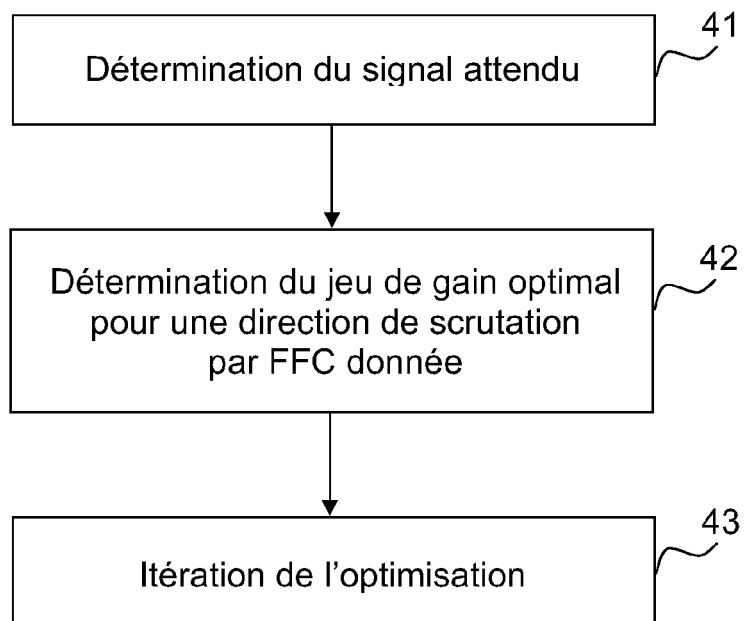 41
Détermination du signal attendu
42
Détermination du jeu de gain optimal
pour une direction de scrutation
par FFC donnée
43
Itération de l'optimisation